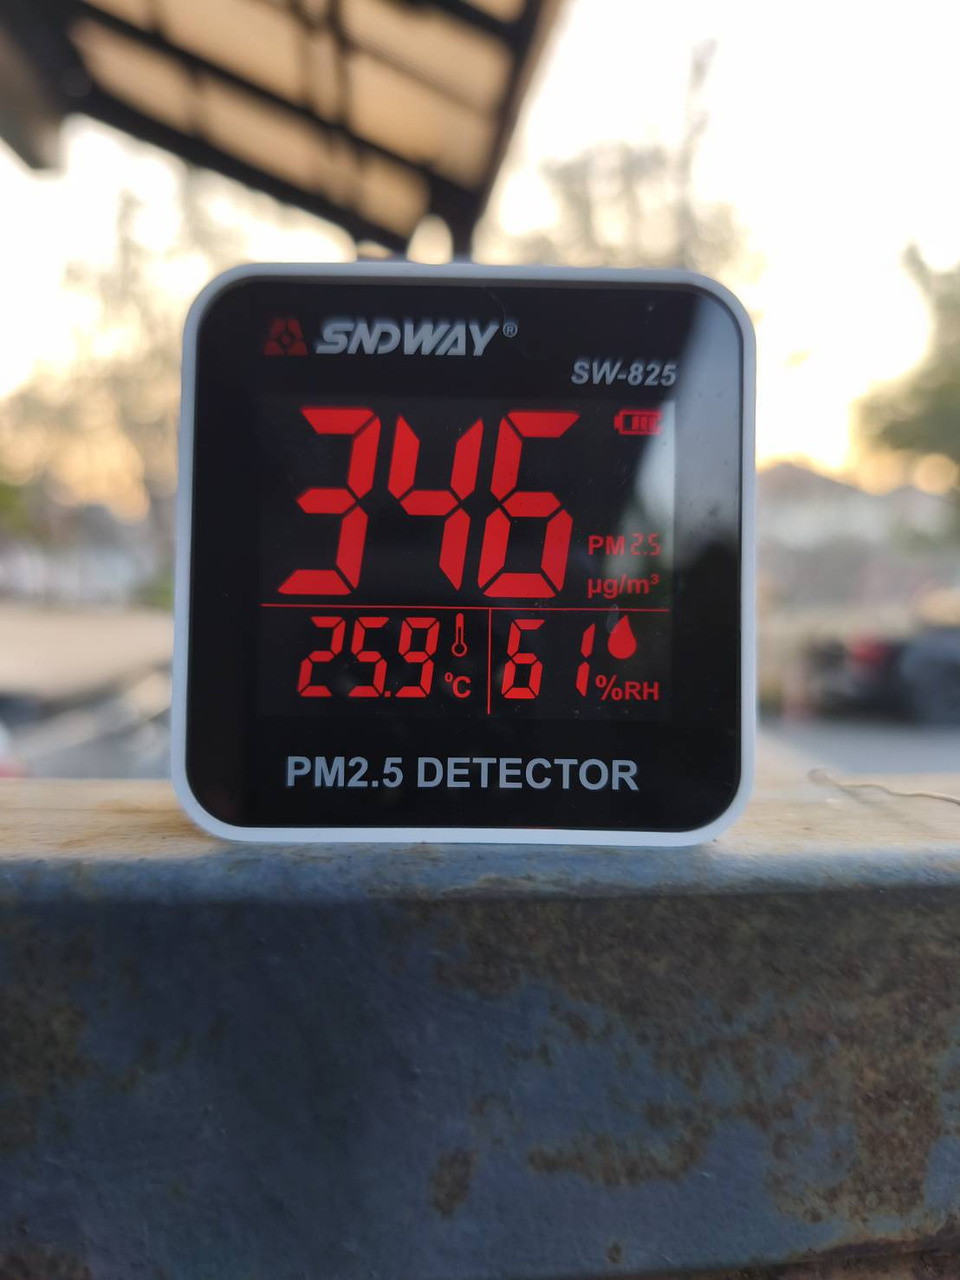 SNDWAY®
SW-825
346
PM2.5
µg/m³
25.9 °C
61 %RH
PM2.5 DETECTOR